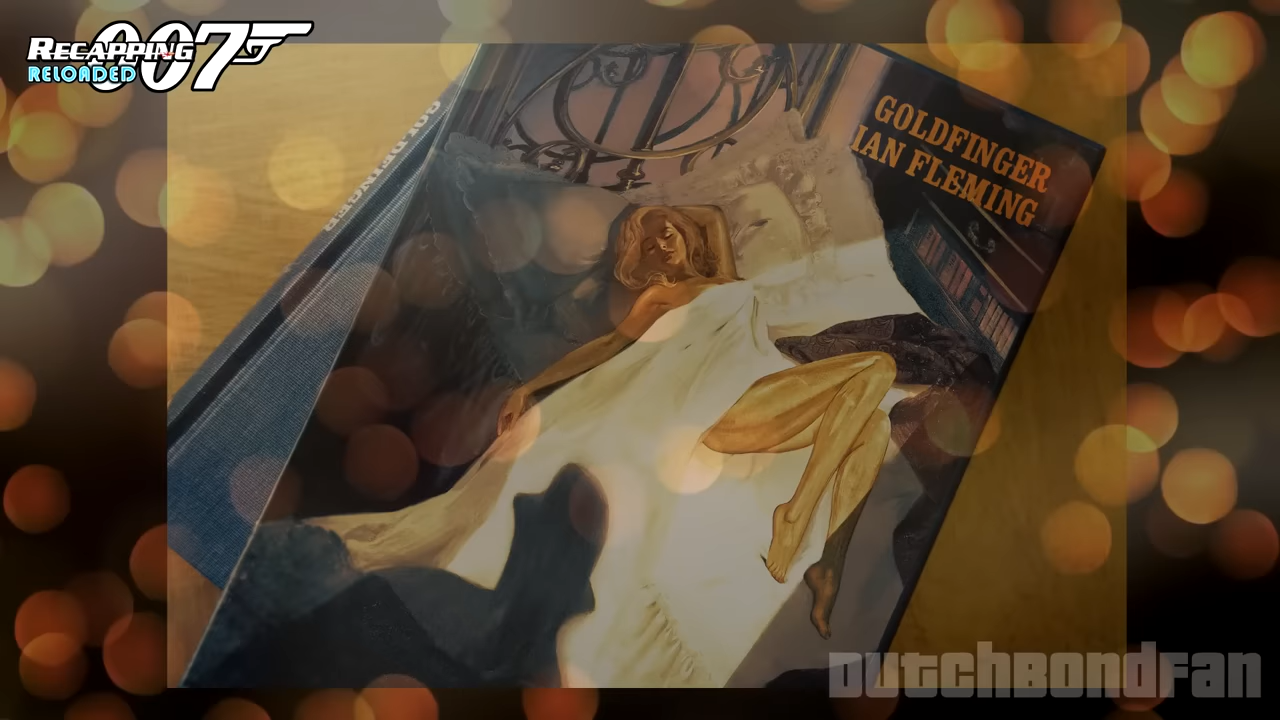 RECAPPING 007
RELOADED
GOLDFINGER
IAN FLEMING
GOLDFINGER
DUTCHBONDFAN